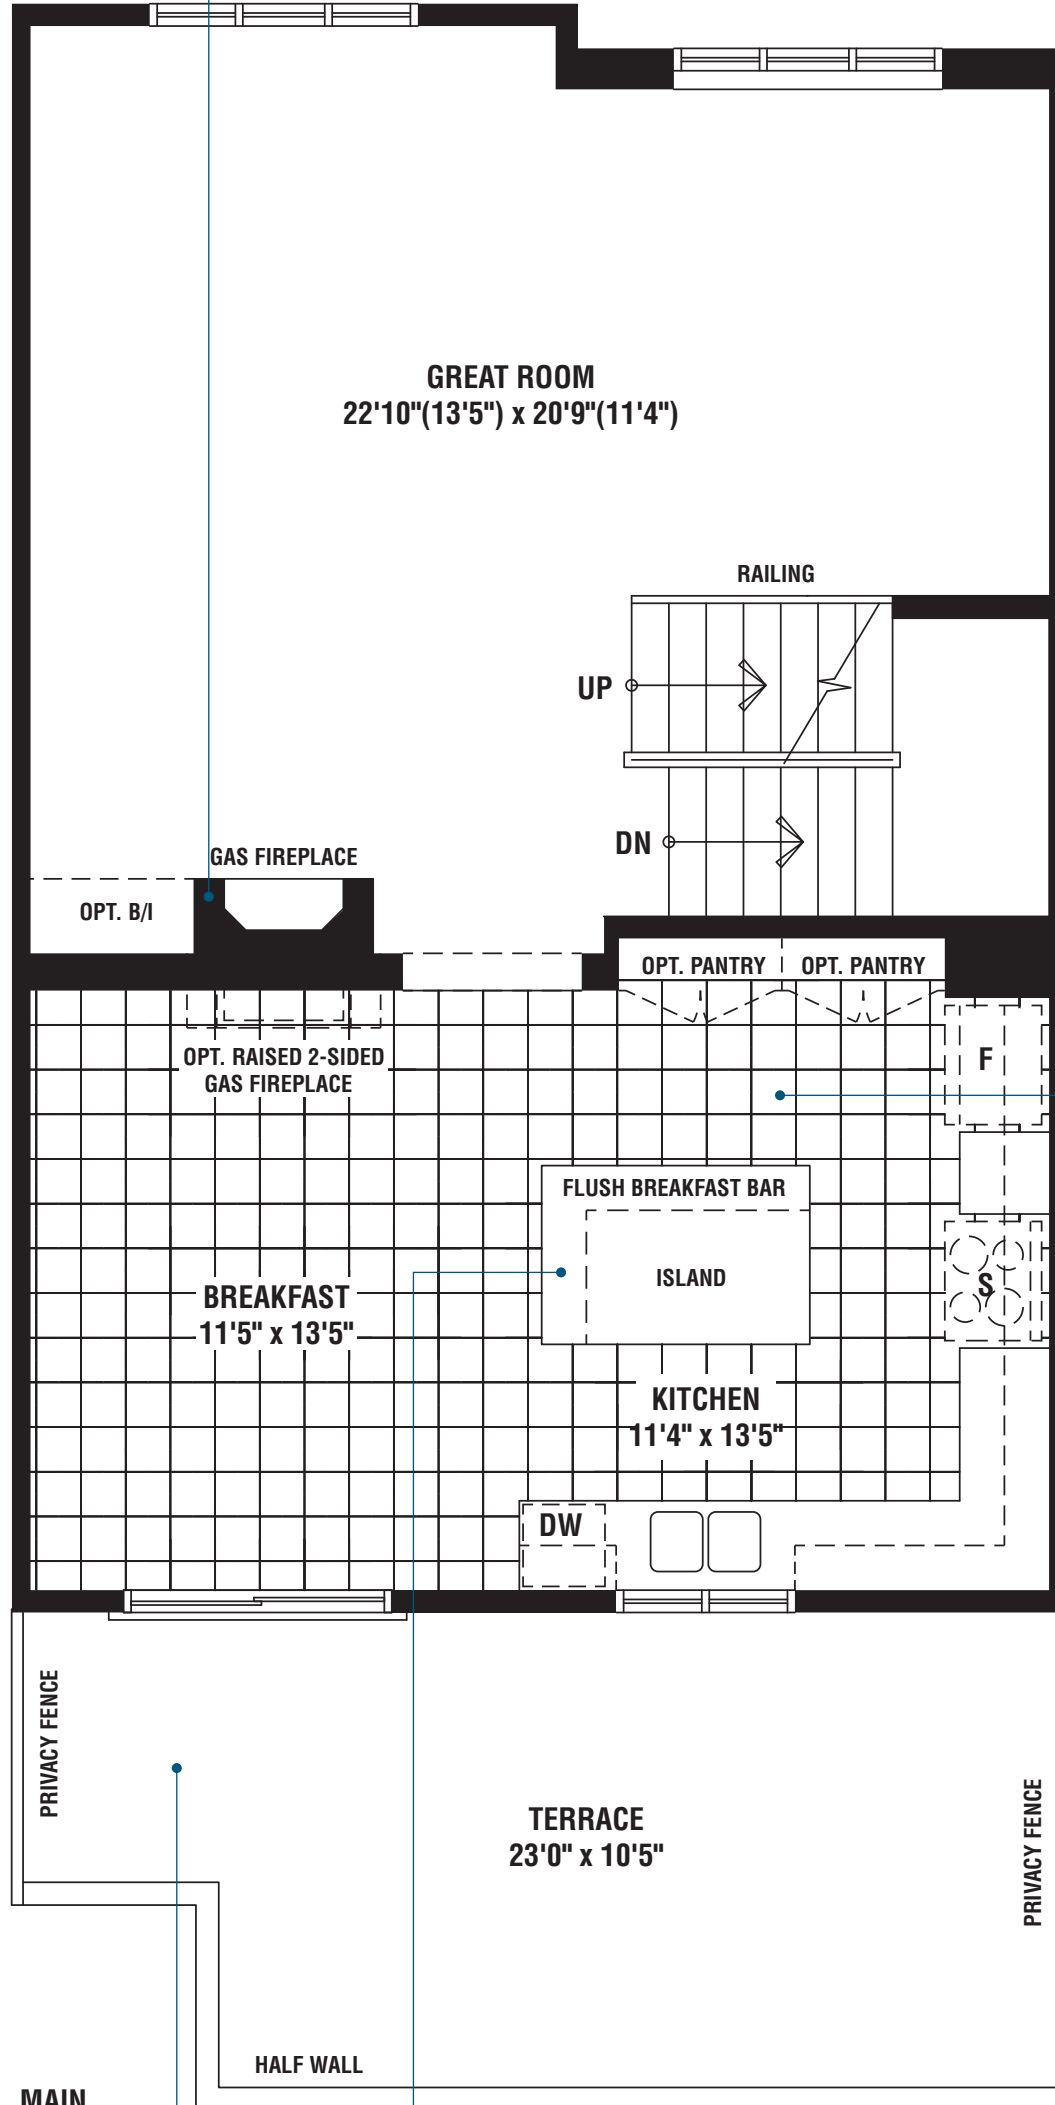 GREAT ROOM
22'10"(13'5") x 20'9"(11'4")
RAILING
UP
DN
GAS FIREPLACE
OPT. B/I
OPT. PANTRY
OPT. PANTRY
OPT. RAISED 2-SIDED
GAS FIREPLACE
F
FLUSH BREAKFAST BAR
ISLAND
S
BREAKFAST
11'5" x 13'5"
KITCHEN
11'4" x 13'5"
DW
PRIVACY FENCE
TERRACE
23'0" x 10'5"
PRIVACY FENCE
HALF WALL
MAIN